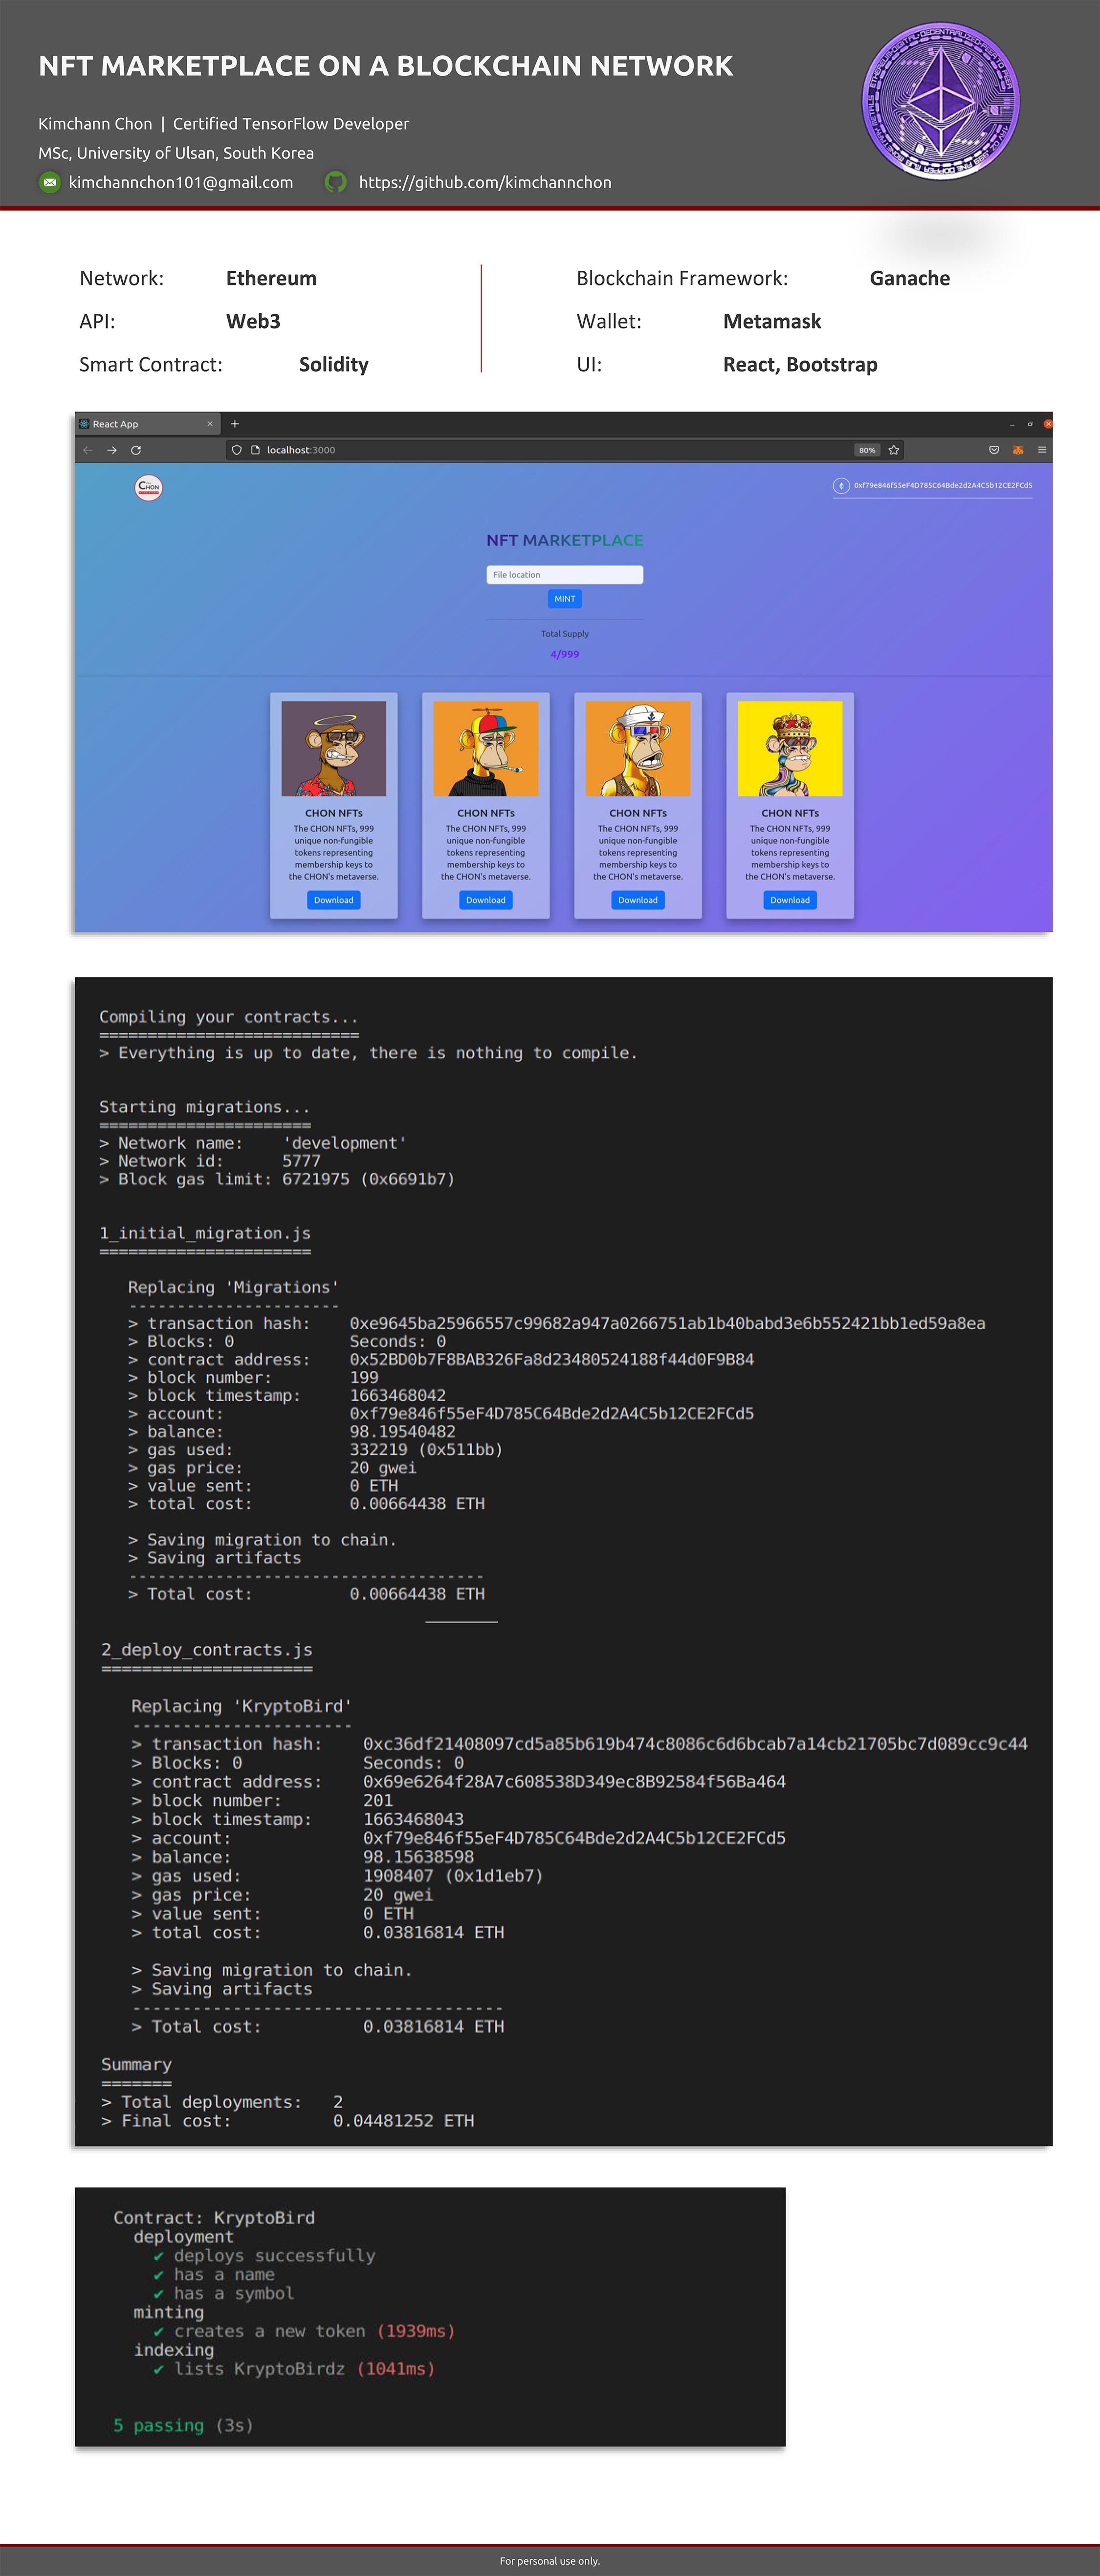 NFT MARKETPLACE ON A BLOCKCHAIN NETWORK
Kimchann Chon | Certified TensorFlow Developer
MSc, University of Ulsan, South Korea
kimchannchon101@gmail.com https://github.com/kimchannchon
Network: Ethereum
API: Web3
Smart Contract: Solidity
Blockchain Framework: Ganache
Wallet: Metamask
UI: React, Bootstrap
React App
localhost:3000 80%
CHON
0xf79e846f55eF4D785C64Bde2d2A4C5b12CE2FCd5
NFT MARKETPLACE
File location
MINT
Total Supply
4/999
CHON NFTs
The CHON NFTs, 999
unique non-fungible
tokens representing
membership keys to
the CHON's metaverse.
Download
CHON NFTs
The CHON NFTs, 999
unique non-fungible
tokens representing
membership keys to
the CHON's metaverse.
Download
CHON NFTs
The CHON NFTs, 999
unique non-fungible
tokens representing
membership keys to
the CHON's metaverse.
Download
CHON NFTs
The CHON NFTs, 999
unique non-fungible
tokens representing
membership keys to
the CHON's metaverse.
Download
Compiling your contracts...
===========================
> Everything is up to date, there is nothing to compile.
Starting migrations...
======================
> Network name: 'development'
> Network id: 5777
> Block gas limit: 6721975 (0x6691b7)
1_initial_migration.js
======================
Replacing 'Migrations'
----------------------
> transaction hash: 0xe9645ba25966557c99682a947a0266751ab1b40babd3e6b552421bb1ed59a8ea
> Blocks: 0 Seconds: 0
> contract address: 0x52BD0b7F8BAB326Fa8d23480524188f44d0F9B84
> block number: 199
> block timestamp: 1663468042
> account: 0xf79e846f55eF4D785C64Bde2d2A4C5b12CE2FCd5
> balance: 98.19540482
> gas used: 332219 (0x511bb)
> gas price: 20 gwei
> value sent: 0 ETH
> total cost: 0.00664438 ETH
> Saving migration to chain.
> Saving artifacts
-------------------------------------
> Total cost: 0.00664438 ETH
2_deploy_contracts.js
=====================
Replacing 'KryptoBird'
----------------------
> transaction hash: 0xc36df21408097cd5a85b619b474c8086c6d6bcab7a14cb21705bc7d089cc9c44
> Blocks: 0 Seconds: 0
> contract address: 0x69e6264f28A7c608538D349ec8B92584f56Ba464
> block number: 201
> block timestamp: 1663468043
> account: 0xf79e846f55eF4D785C64Bde2d2A4C5b12CE2FCd5
> balance: 98.15638598
> gas used: 1908407 (0x1d1eb7)
> gas price: 20 gwei
> value sent: 0 ETH
> total cost: 0.03816814 ETH
> Saving migration to chain.
> Saving artifacts
-------------------------------------
> Total cost: 0.03816814 ETH
Summary
=======
> Total deployments: 2
> Final cost: 0.04481252 ETH
Contract: KryptoBird
deployment
✔ deploys successfully
✔ has a name
✔ has a symbol
minting
✔ creates a new token (1939ms)
indexing
✔ lists KryptoBirdz (1041ms)
5 passing (3s)
For personal use only.